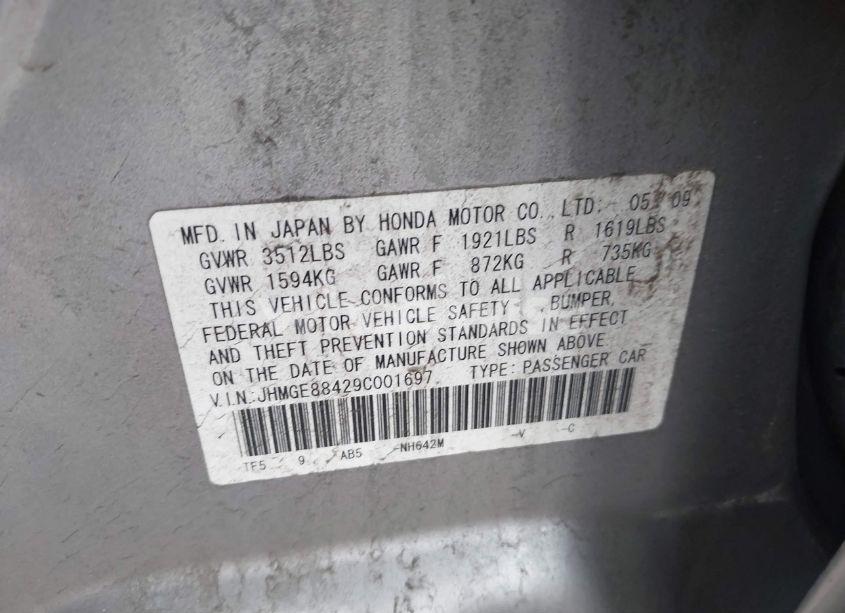 MFD. IN JAPAN BY HONDA MOTOR CO., LTD. 05 09
GVWR 3512LBS GAWR F 1921LBS R 1619LBS
GVWR 1594KG GAWR F 872KG R 735KG
THIS VEHICLE CONFORMS TO ALL APPLICABLE
FEDERAL MOTOR VEHICLE SAFETY , BUMPER,
AND THEFT PREVENTION STANDARDS IN EFFECT
ON THE DATE OF MANUFACTURE SHOWN ABOVE.
V.I.N:JHMGE88429C001697 TYPE: PASSENGER CAR
TF5 9 AB5 -NH642M -V -C